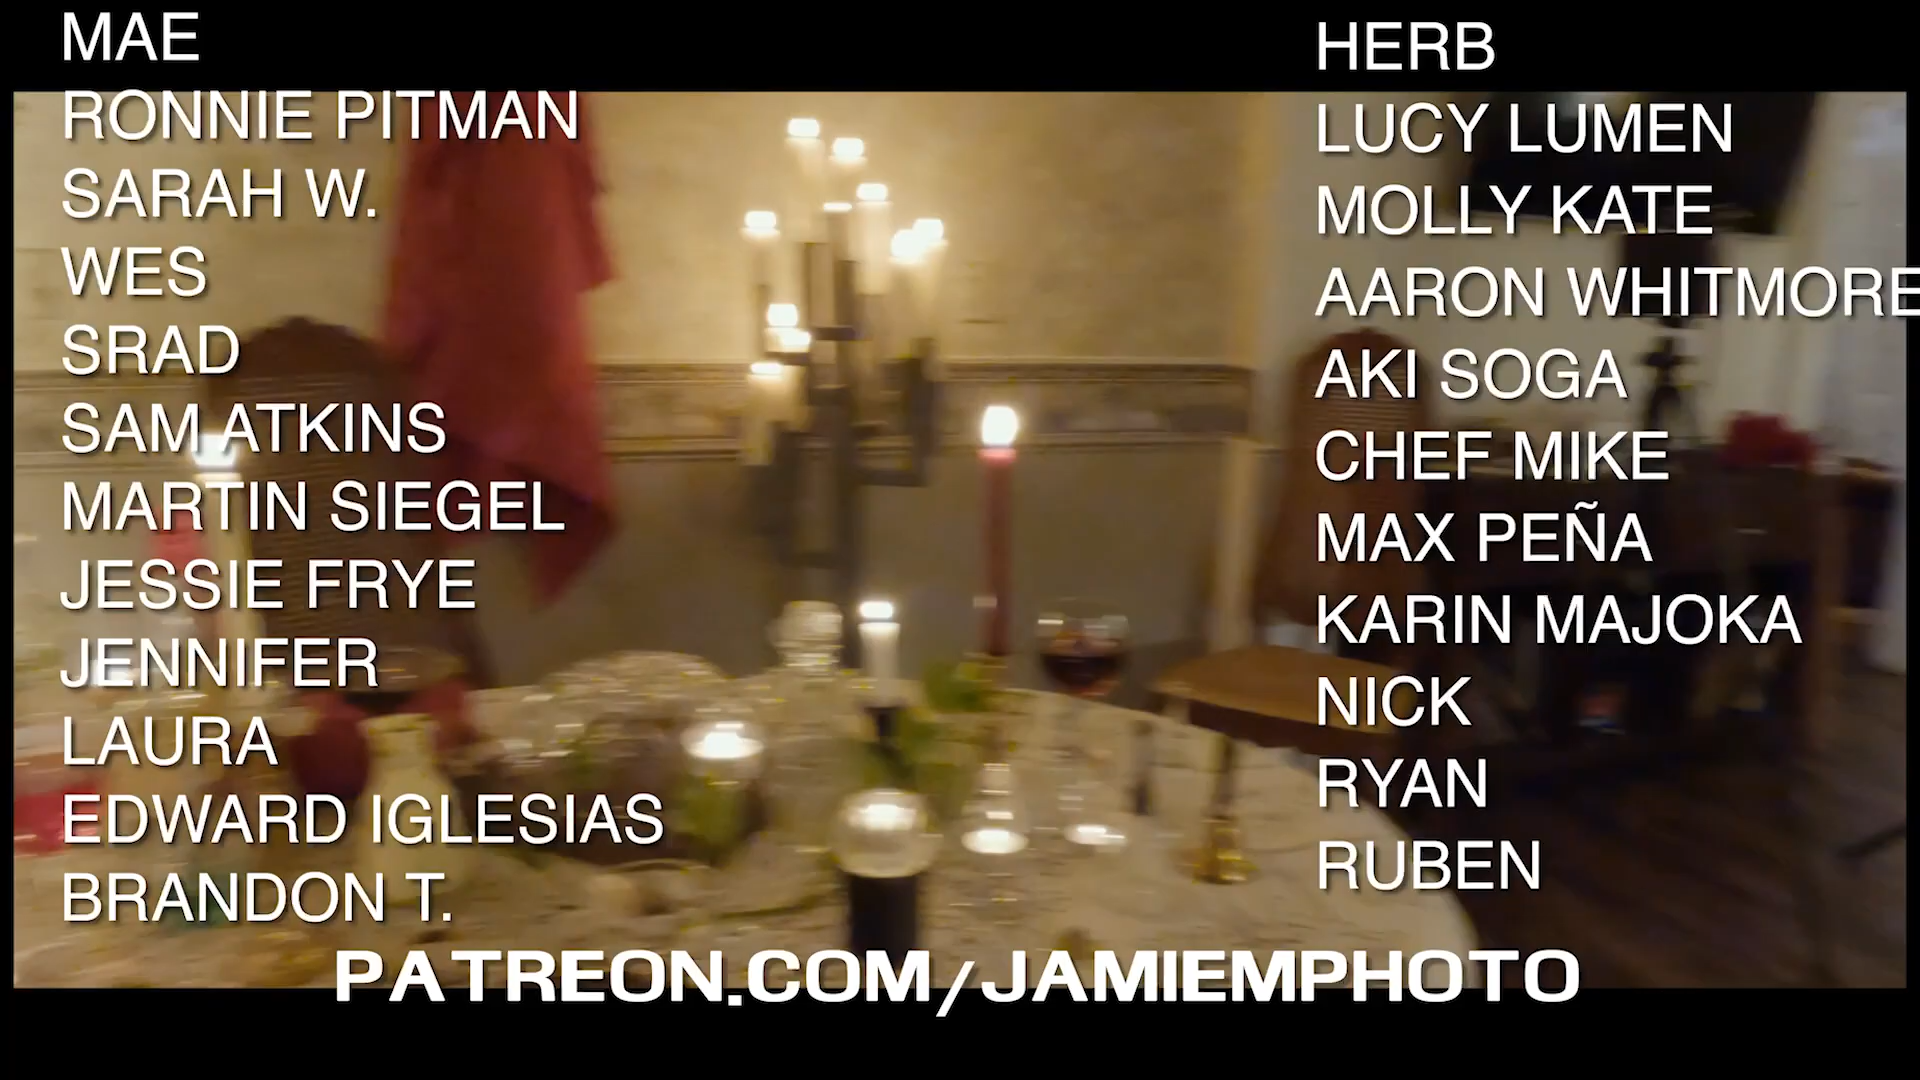 MAE
RONNIE PITMAN
SARAH W.
WES
SRAD
SAM ATKINS
MARTIN SIEGEL
JESSIE FRYE
JENNIFER
LAURA
EDWARD IGLESIAS
BRANDON T.
HERB
LUCY LUMEN
MOLLY KATE
AARON WHITMORE
AKI SOGA
CHEF MIKE
MAX PEÑA
KARIN MAJOKA
NICK
RYAN
RUBEN
PATREON.COM/JAMIEMPHOTO